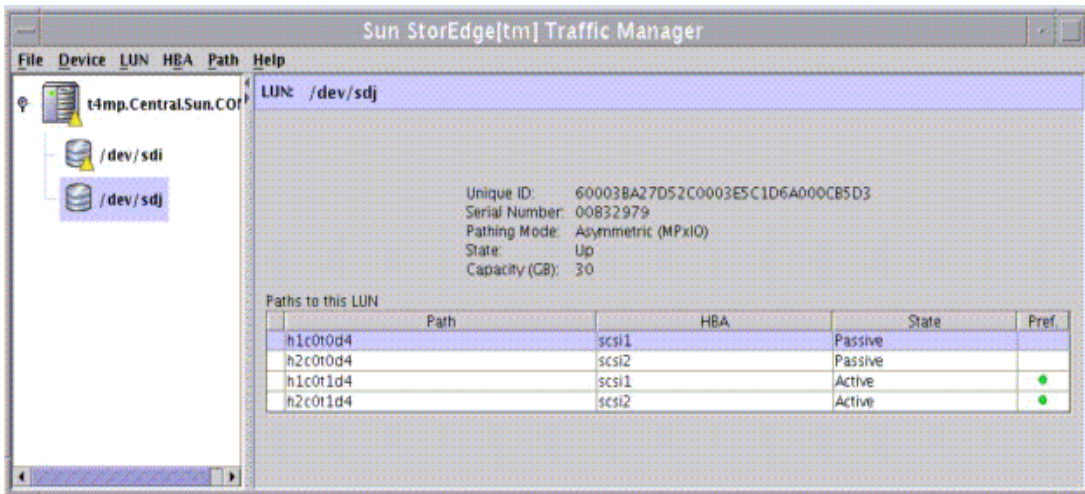 Sun StorEdge[tm] Traffic Manager
File Device LUN HBA Path Help
t4mp.Central.Sun.COM
/dev/sdi
/dev/sdj
LUN: /dev/sdj
Unique ID: 60003BA27D52C0003E5C1D6A000CB5D3
Serial Number: 00832979
Pathing Mode: Asymmetric (MPxIO)
State: Up
Capacity (GB): 30
Paths to this LUN
Path HBA State Pref.
h1c0t0d4 scsi1 Passive
h2c0t0d4 scsi2 Passive
h1c0t1d4 scsi1 Active
h2c0t1d4 scsi2 Active